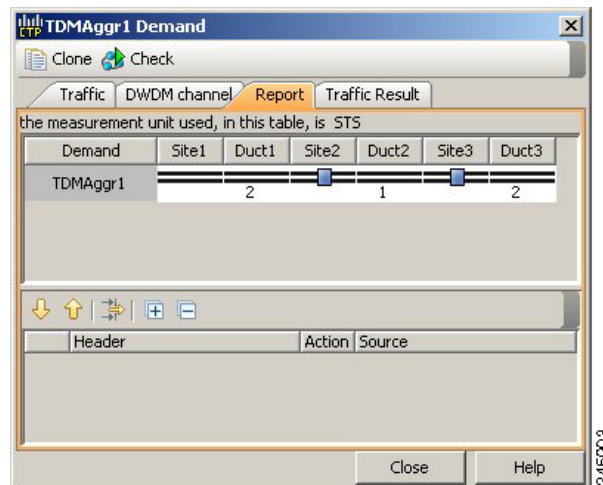 CTP TDMAggr1 Demand
Clone Check
Traffic DWDM channel Report Traffic Result
the measurement unit used, in this table, is STS
Demand Site1 Duct1 Site2 Duct2 Site3 Duct3
TDMAggr1 2 1 2
Header Action Source
Close Help